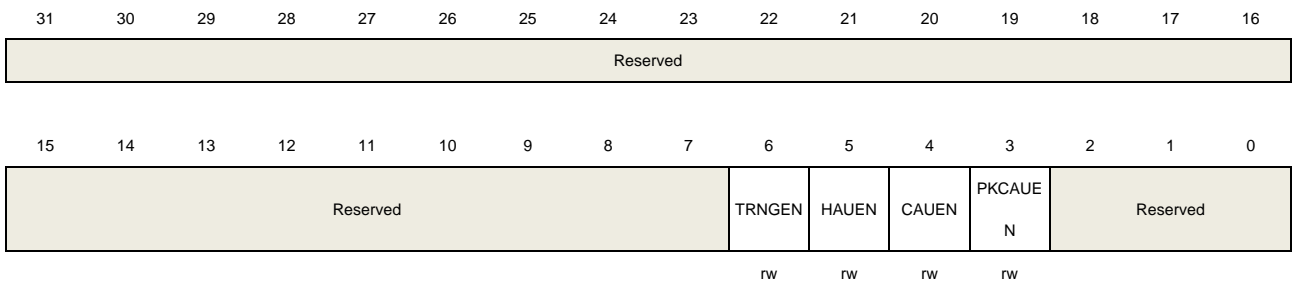 31 30 29 28 27 26 25 24 23 22 21 20 19 18 17 16
Reserved
15 14 13 12 11 10 9 8 7 6 5 4 3 2 1 0
Reserved TRNGEN HAUEN CAUEN PKCAUE
N Reserved
rw rw rw rw